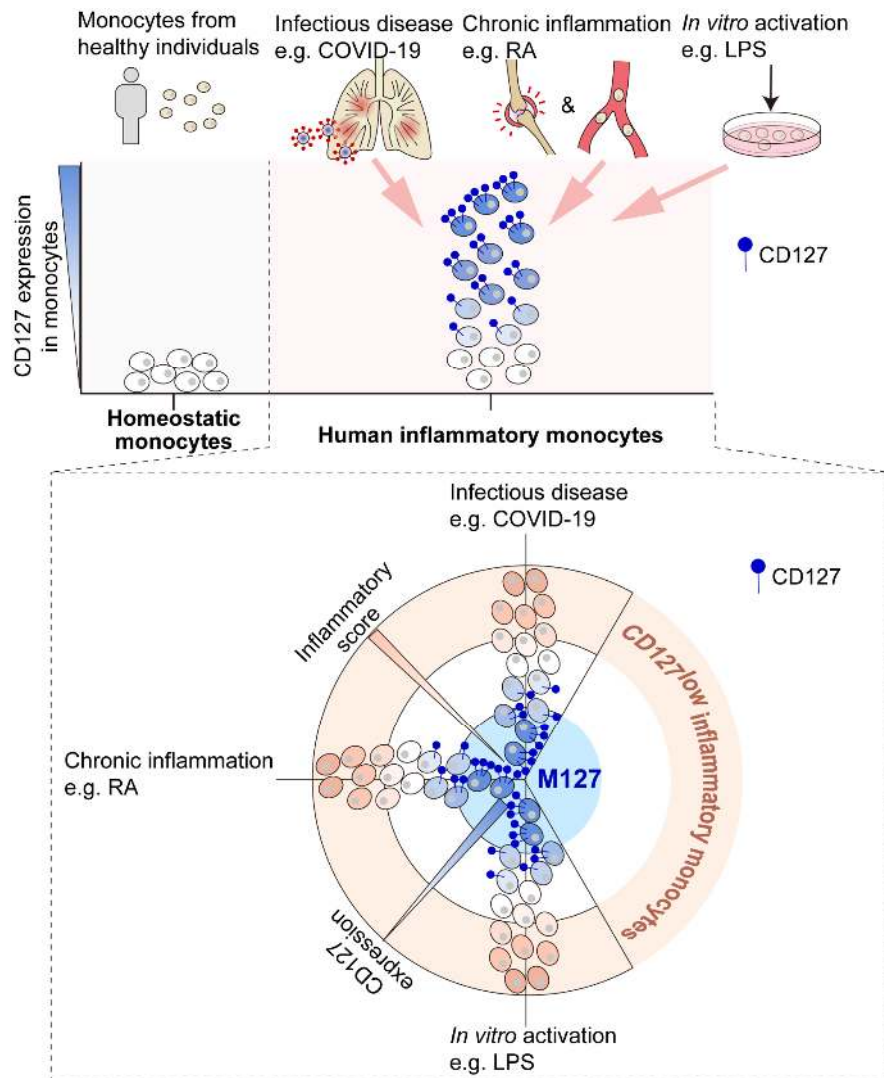 Monocytes from
healthy individuals
Infectious disease
e.g. COVID-19
Chronic inflammation
e.g. RA
&
In vitro activation
e.g. LPS
CD127 expression
in monocytes
CD127
Homeostatic
monocytes
Human inflammatory monocytes
Infectious disease
e.g. COVID-19
CD127
Inflammatory
score
CD127low inflammatory monocytes
Chronic inflammation
e.g. RA
M127
CD127
expression
In vitro activation
e.g. LPS